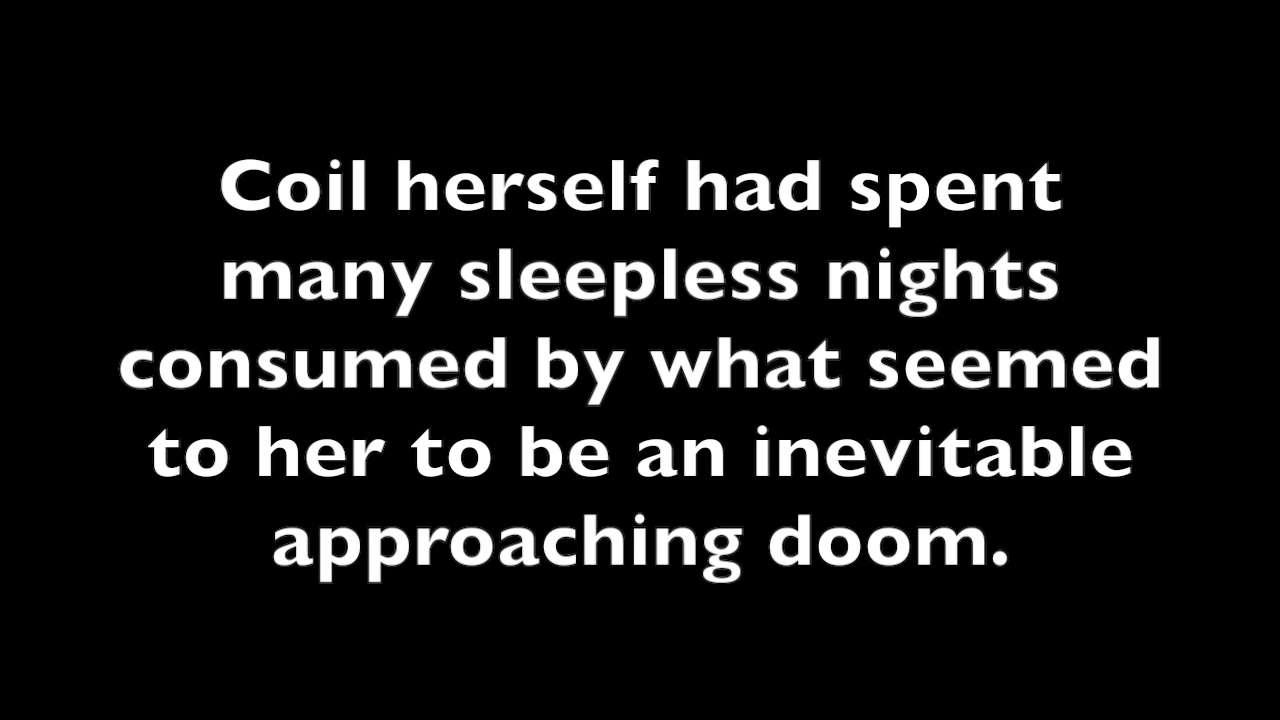 Coil herself had spent
many sleepless nights
consumed by what seemed
to her to be an inevitable
approaching doom.